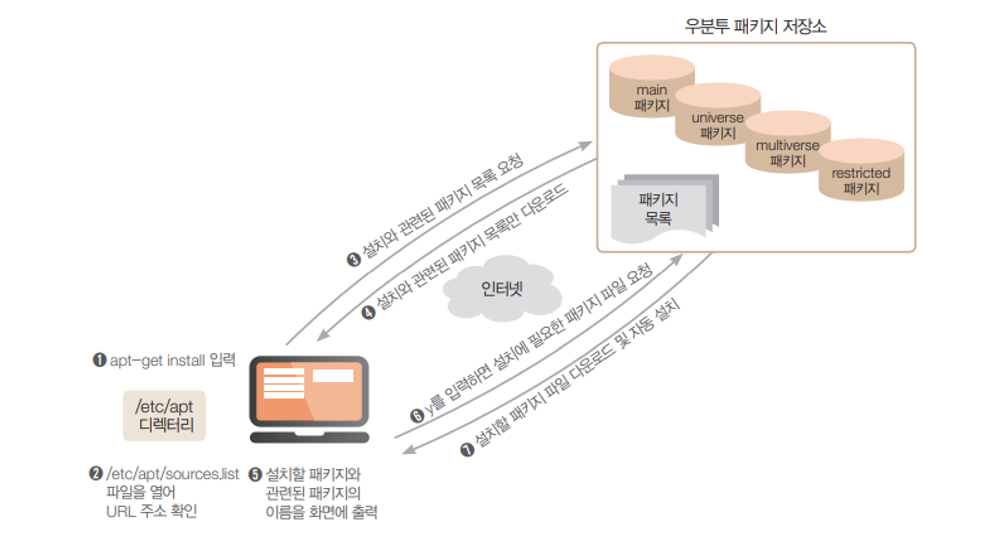 우분투 패키지 저장소
main
패키지
universe
패키지
multiverse
패키지
restricted
패키지
패키지
목록
❸ 설치와 관련된 패키지 목록 요청
❹ 설치와 관련된 패키지 목록만 다운로드
인터넷
❶ apt-get install 입력
/etc/apt
디렉터리
❷ /etc/apt/sources.list
파일을 열어
URL 주소 확인
❺ 설치할 패키지와
관련된 패키지의
이름을 화면에 출력
❻ y를 입력하면 설치에 필요한 패키지 파일 요청
❼ 설치할 패키지 파일 다운로드 및 자동 설치